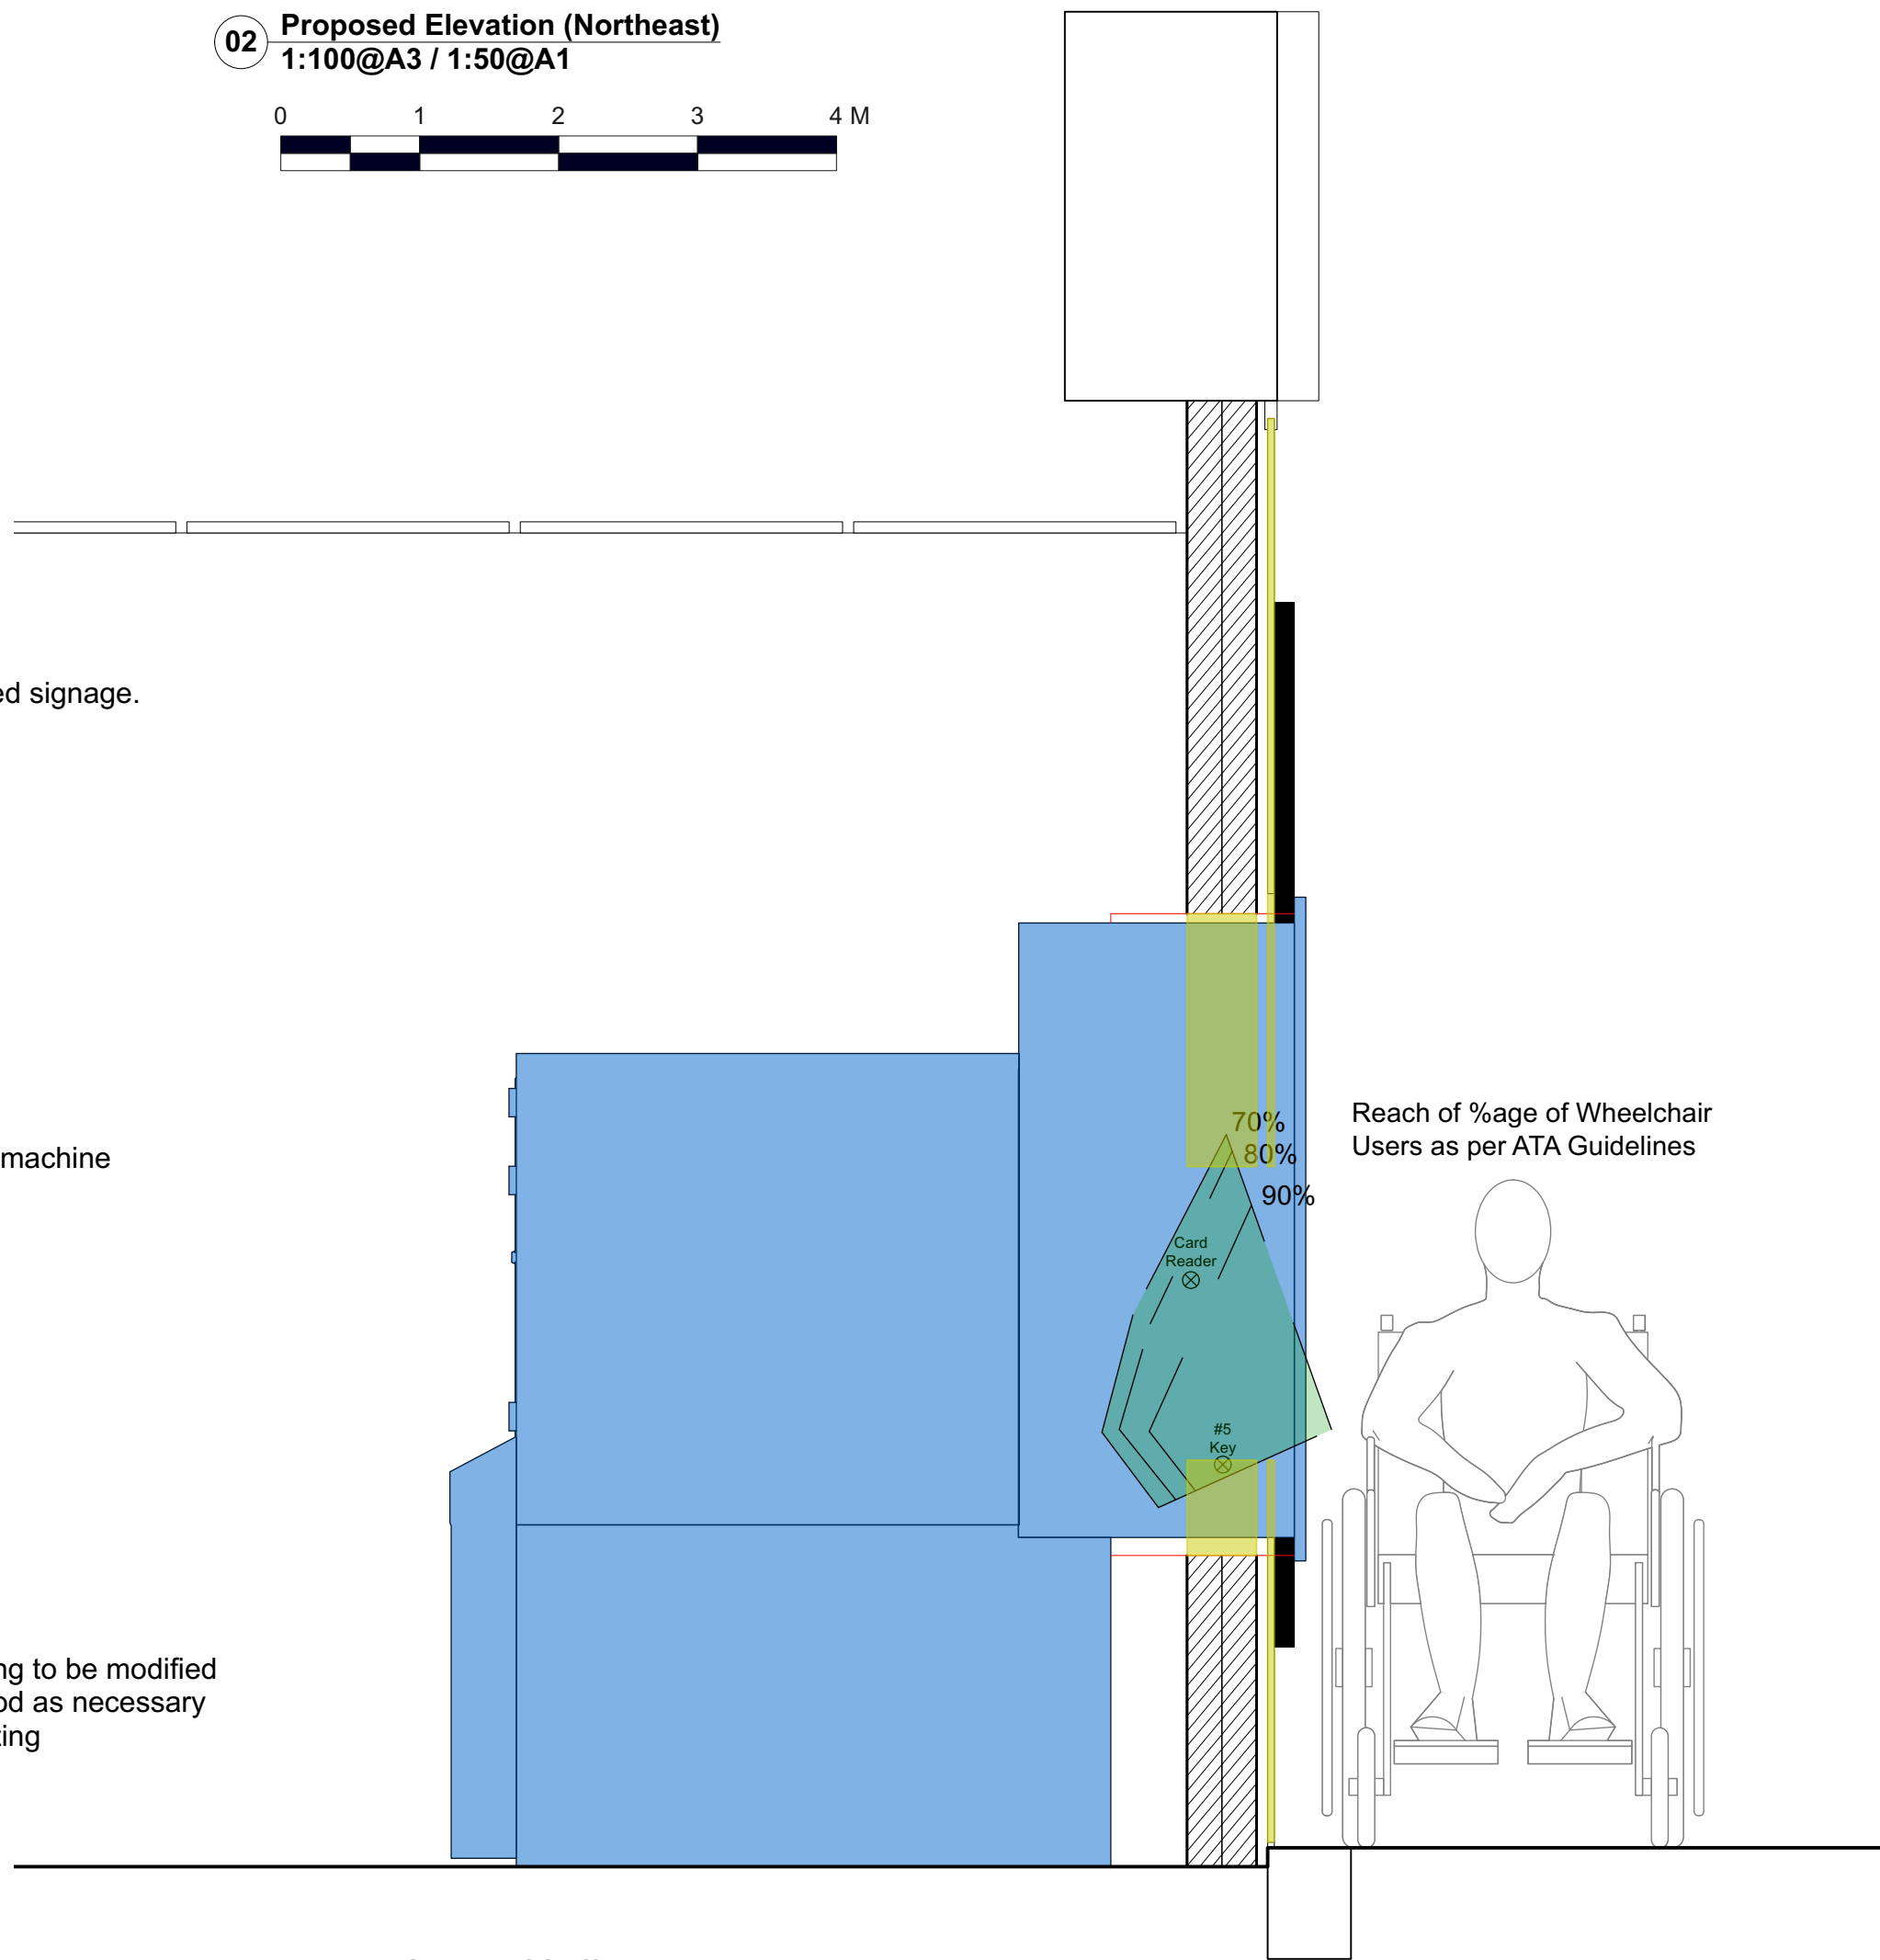 02
Proposed Elevation (Northeast)
1:100@A3 / 1:50@A1
0 1 2 3 4 M
ed signage.
machine
70%
80%
90%
Reach of %age of Wheelchair
Users as per ATA Guidelines
Card
Reader
#5
Key
ng to be modified
od as necessary
ting